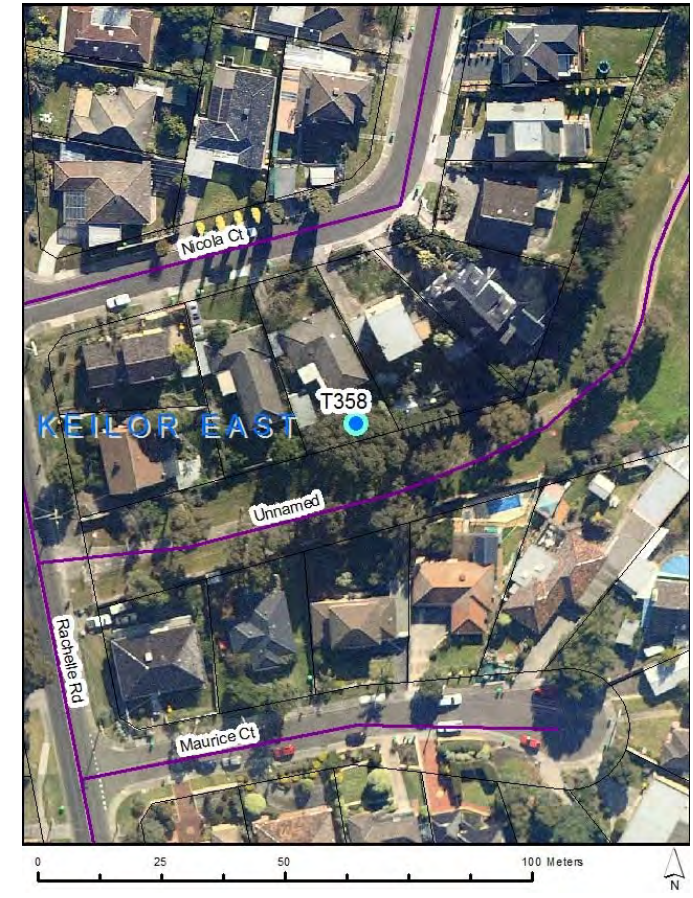 Nicola Ct
T358
KEILOR EAST
Unnamed
Rachelle Rd
Maurice Ct
0 25 50 100 Meters
N